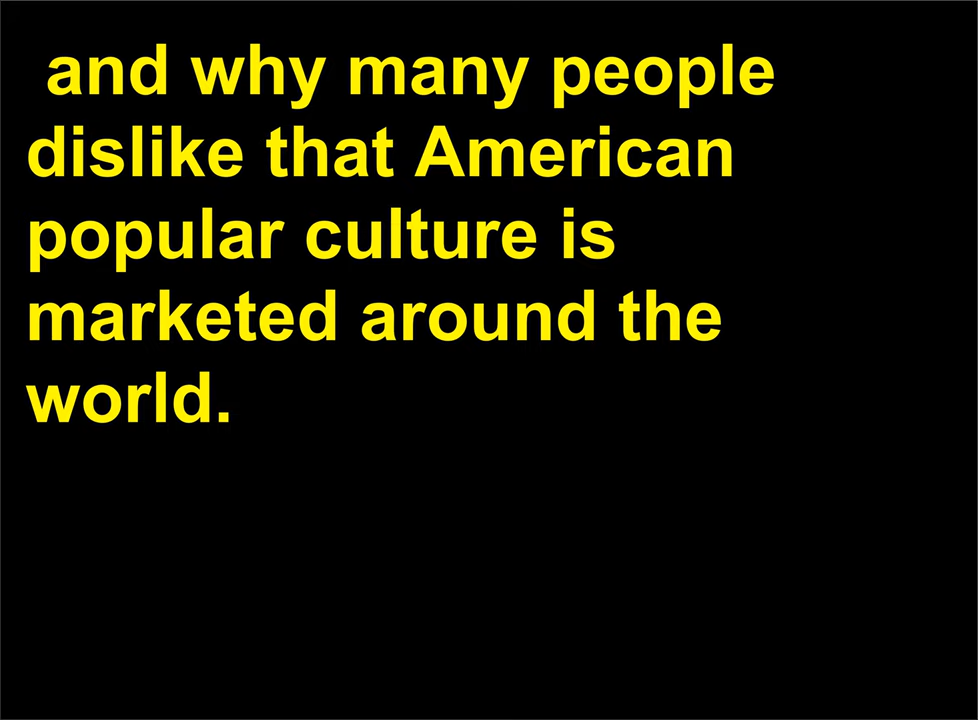 and why many people
dislike that American
popular culture is
marketed around the
world.